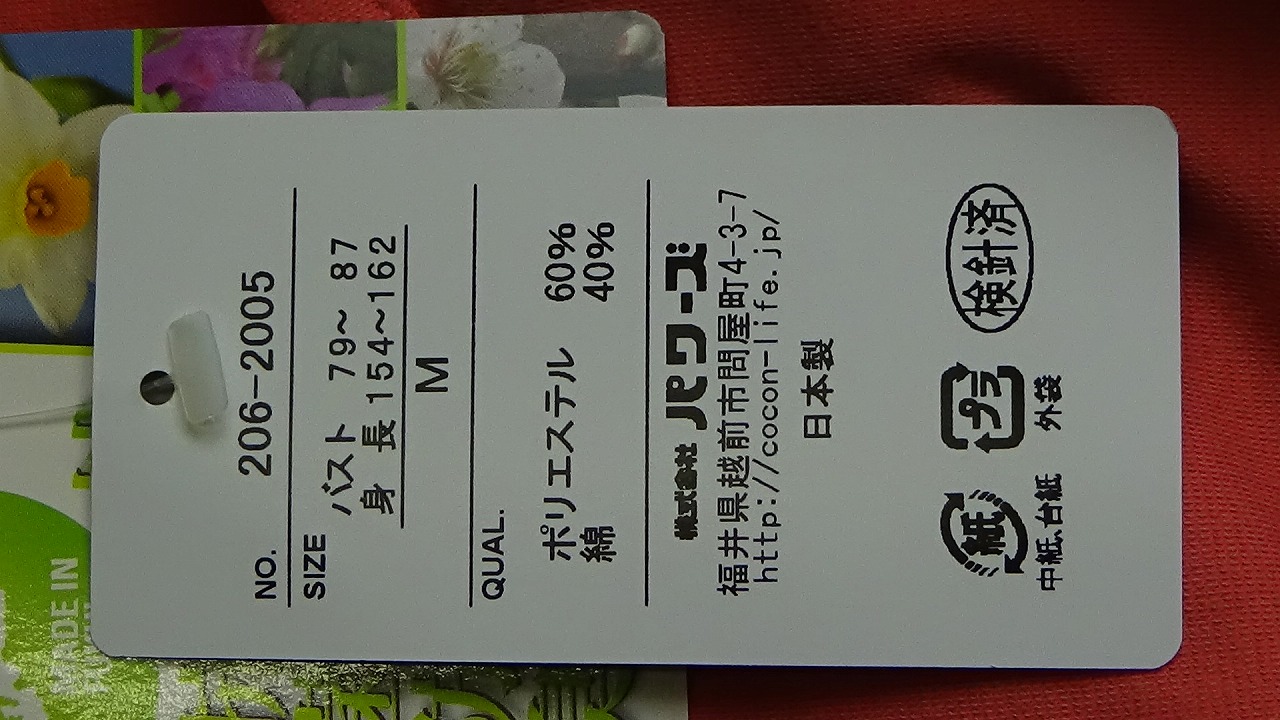 NO. 206-2005
SIZE
バスト 79~ 87
身 長 154~162
M
QUAL.
ポリエステル 60%
綿 40%
株式会社 パワーズ
福井県越前市問屋町4-3-7
http://cocon-life.jp/
日本製
紙
中紙、台紙
プラ
外袋
検針済
MADE IN